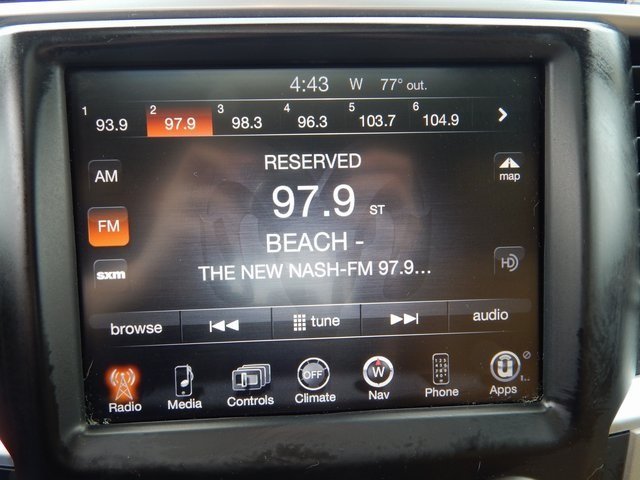 4:43 W 77° out.
1 93.9 2 97.9 3 98.3 4 96.3 5 103.7 6 104.9
RESERVED
AM
map
97.9 ST
FM
BEACH -
THE NEW NASH-FM 97.9...
sxm
HD
browse tune audio
OFF W
Radio Media Controls Climate Nav Phone Apps